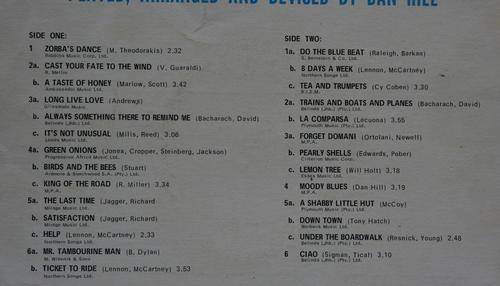 PLAYED, ARRANGED AND DEVISED BY DAN HILL
SIDE ONE:
1 ZORBA'S DANCE (M. Theodorakis) 2.32
Bobbins Music Corp. Ltd.
2a. CAST YOUR FATE TO THE WIND (V. Guaraldi)
R. Mellin
b. A TASTE OF HONEY (Marlow, Scott) 3.42
Ambassador Music Ltd.
3a. LONG LIVE LOVE (Andrews)
Glissando Music
b. ALWAYS SOMETHING THERE TO REMIND ME (Bacharach, David)
Belinda (Jhb.) Ltd.
c. IT'S NOT UNUSUAL (Mills, Reed) 3.06
Leeds Music Ltd.
4a. GREEN ONIONS (Jones, Cropper, Steinberg, Jackson)
Progressive Africa Music Ltd.
b. BIRDS AND THE BEES (Stuart)
Ardmore & Beechwood S.A. (Pty.) Ltd.
c. KING OF THE ROAD (R. Miller) 3.34
M.P.A.
5a. THE LAST TIME (Jagger, Richard
Mirage Music Ltd.
b. SATISFACTION (Jagger, Richard
Mirage Music Ltd.
c. HELP (Lennon, McCartney) 2.33
Northern Songs Ltd.
6a. MR. TAMBOURINE MAN (B. Dylan)
M. Witmark & Sons
b. TICKET TO RIDE (Lennon, McCartney) 3.53
Northern Songs Ltd.
SIDE TWO:
1a. DO THE BLUE BEAT (Raleigh, Barkan)
S. Bernstein & Co. Ltd.
b. 8 DAYS A WEEK (Lennon, McCartney)
Northern Songs Ltd.
c. TEA AND TRUMPETS (Cy Coben) 3.30
B.I.E.M.
2a. TRAINS AND BOATS AND PLANES (Bacharach, David)
Belinda (Jhb.) (Pty.) Ltd.
b. LA COMPARSA (Lecuona) 3.55
Plymouth Music (Pty.) Ltd.
3a. FORGET DOMANI (Ortolani, Newell)
M.P.A.
b. PEARLY SHELLS (Edwards, Pober)
Criterion Music Corp.
c. LEMON TREE (Will Holt) 3.18
Essex Music Ltd.
4 MOODY BLUES (Dan Hill) 3.19
M.P.A.
5a. A SHABBY LITTLE HUT (McCoy)
Plymouth Music (Pty.) Ltd.
b. DOWN TOWN (Tony Hatch)
Burbank Music Ltd.
c. UNDER THE BOARDWALK (Resnick, Young) 2.48
Belinda (Jhb.) (Pty.) Ltd.
6 CIAO (Sigman, Tical) 3.10
Belinda (Jhb.) (Pty.) Ltd.